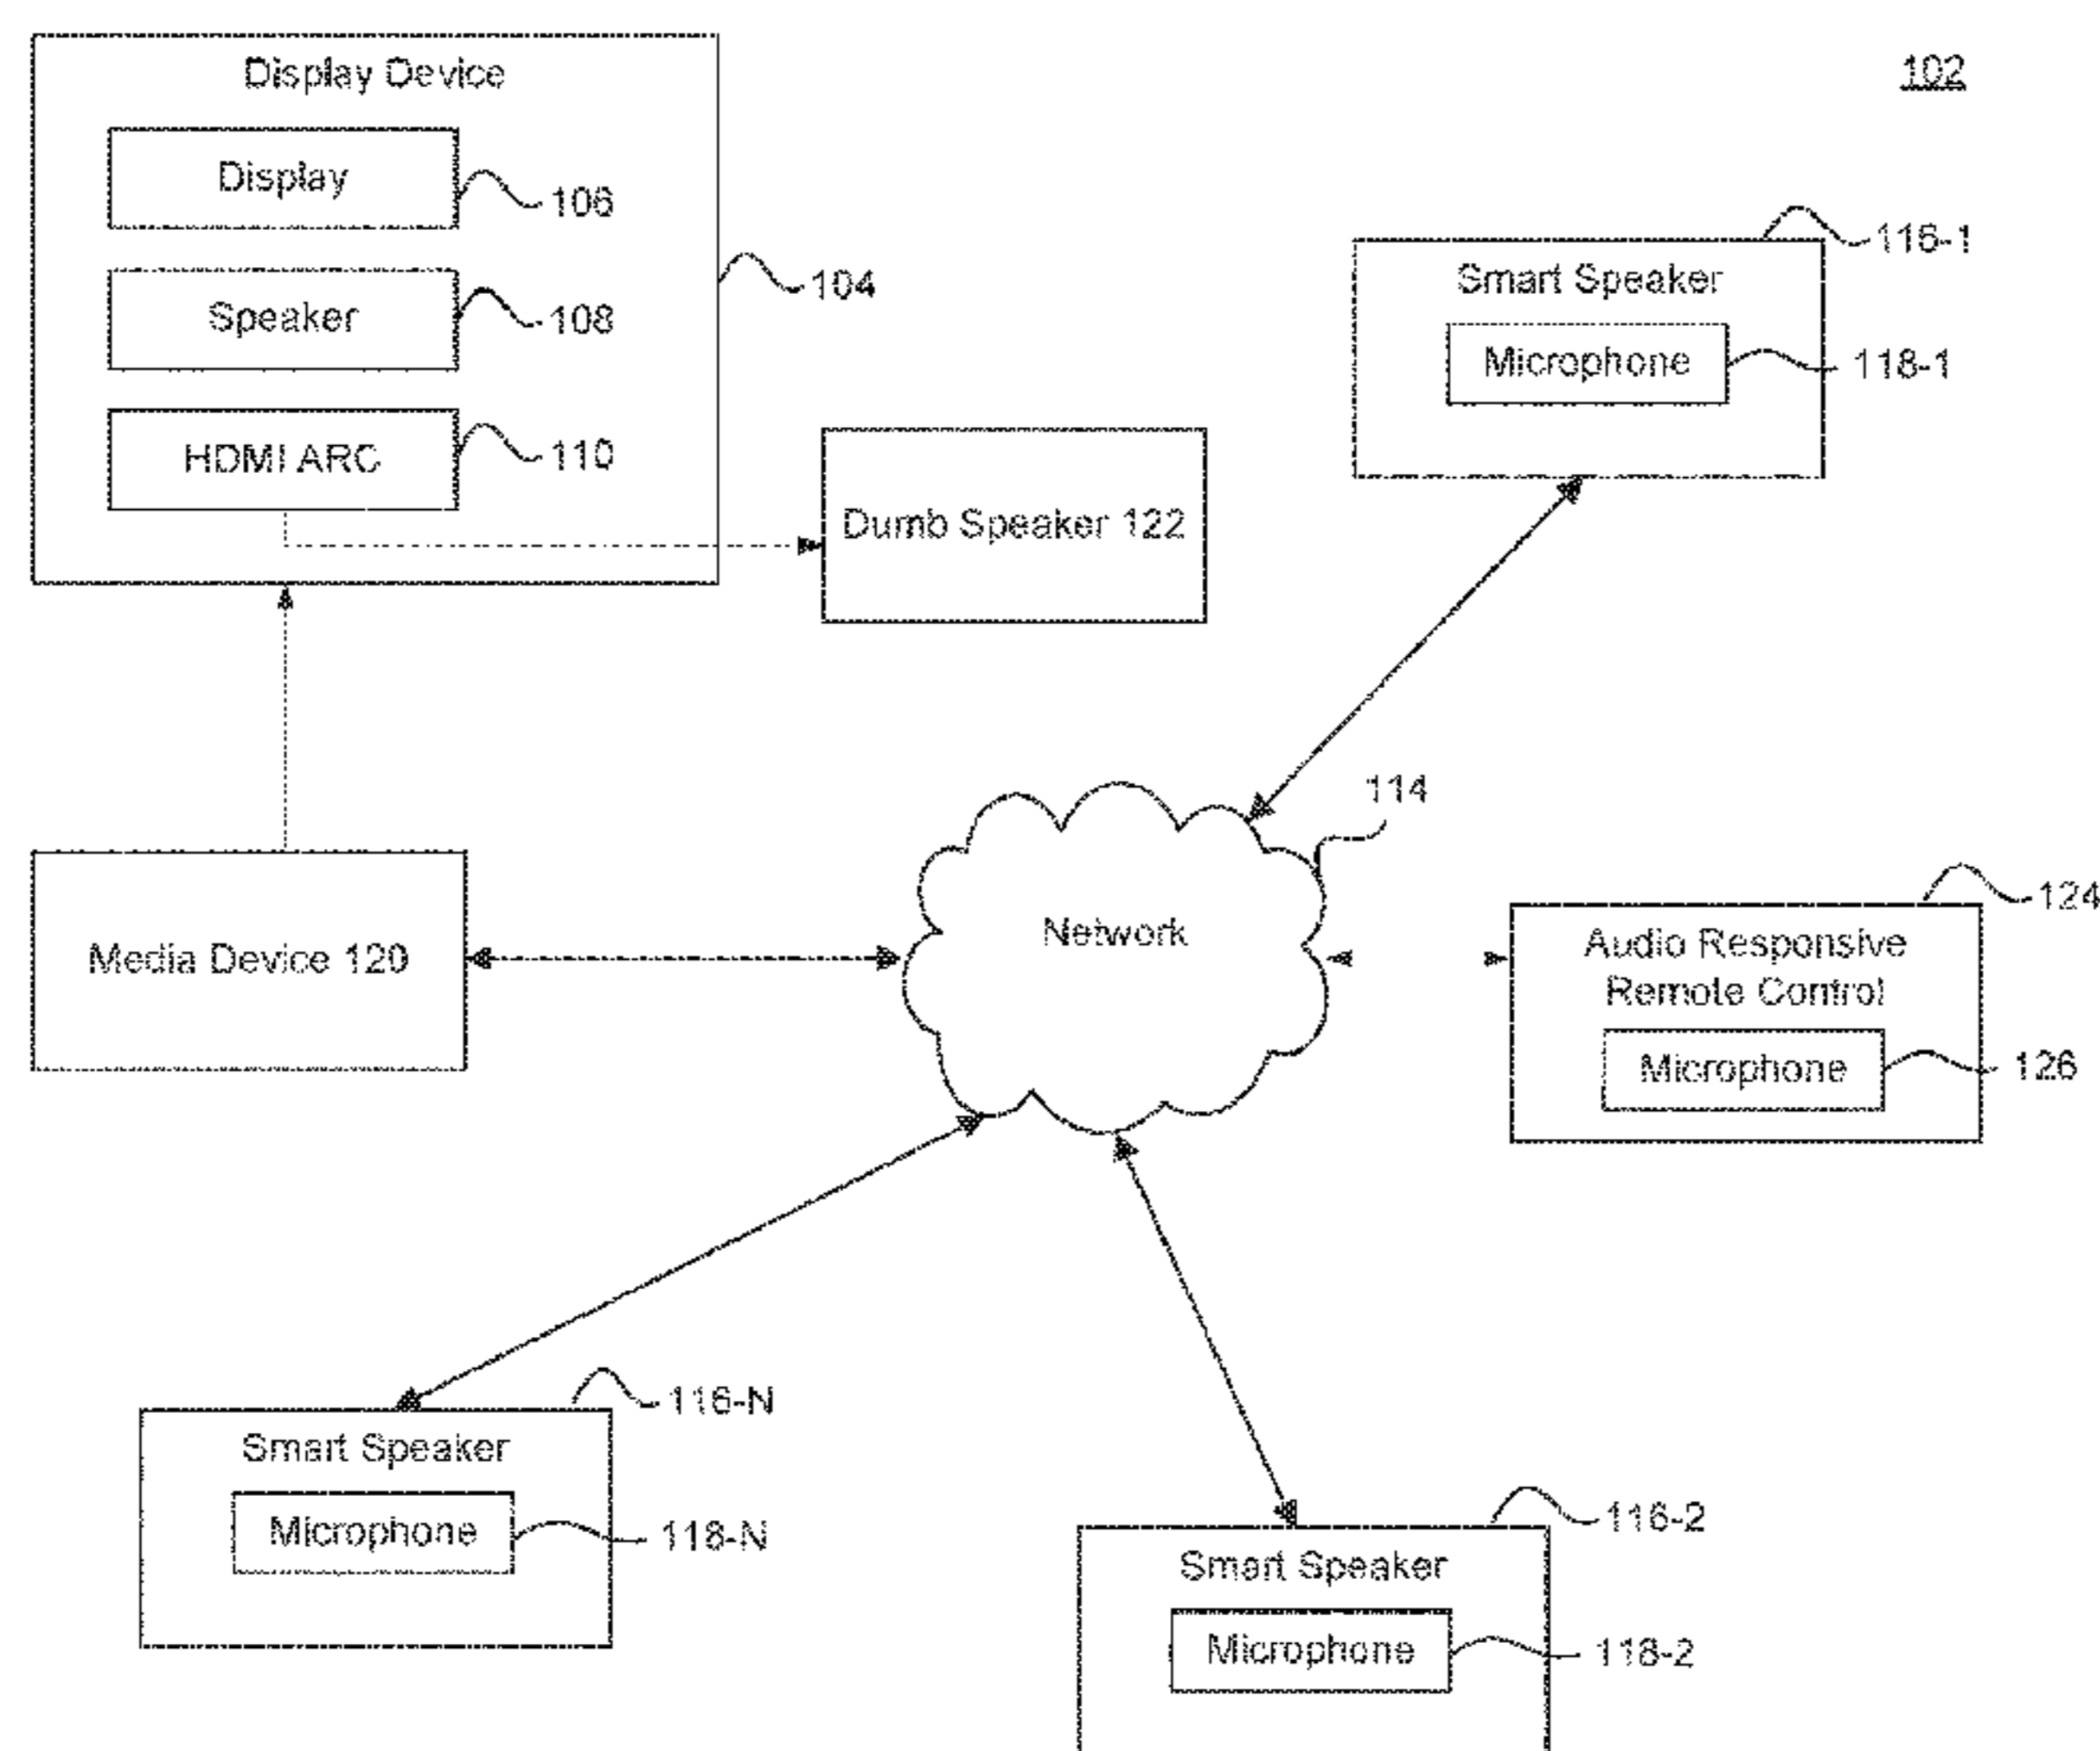 102
Display Device
Display
106
Speaker
108
HDMI ARC
110
104
Dumb Speaker 122
116-1
Smart Speaker
Microphone
118-1
114
Network
Media Device 120
124
Audio Responsive
Remote Control
Microphone
126
116-N
Smart Speaker
Microphone
118-N
116-2
Smart Speaker
Microphone
118-2